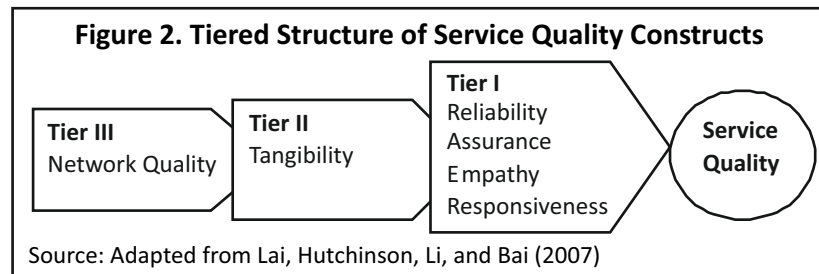 Figure 2. Tiered Structure of Service Quality Constructs
Tier III
Network Quality
Tier II
Tangibility
Tier I
Reliability
Assurance
Empathy
Responsiveness
Service
Quality
Source: Adapted from Lai, Hutchinson, Li, and Bai (2007)